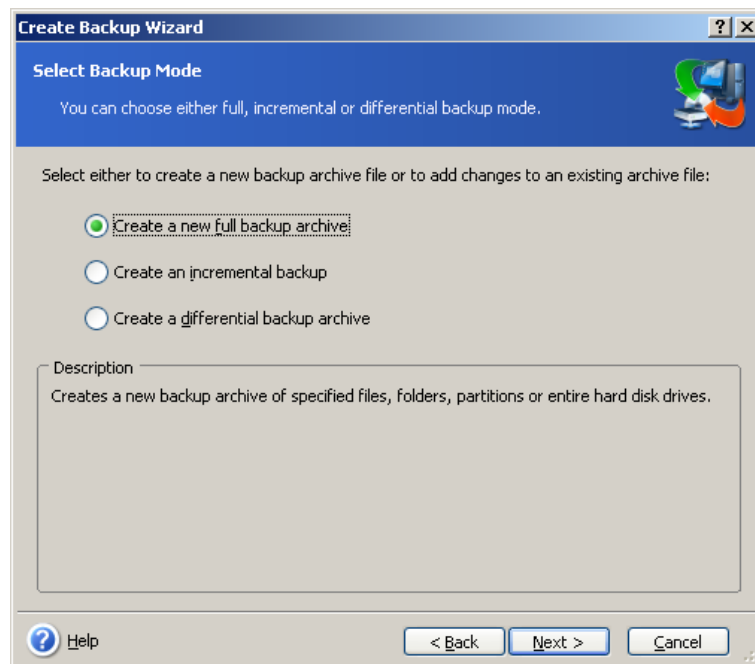 Create Backup Wizard
Select Backup Mode
You can choose either full, incremental or differential backup mode.
Select either to create a new backup archive file or to add changes to an existing archive file:
Create a new full backup archive
Create an incremental backup
Create a differential backup archive
Description
Creates a new backup archive of specified files, folders, partitions or entire hard disk drives.
Help
< Back
Next >
Cancel